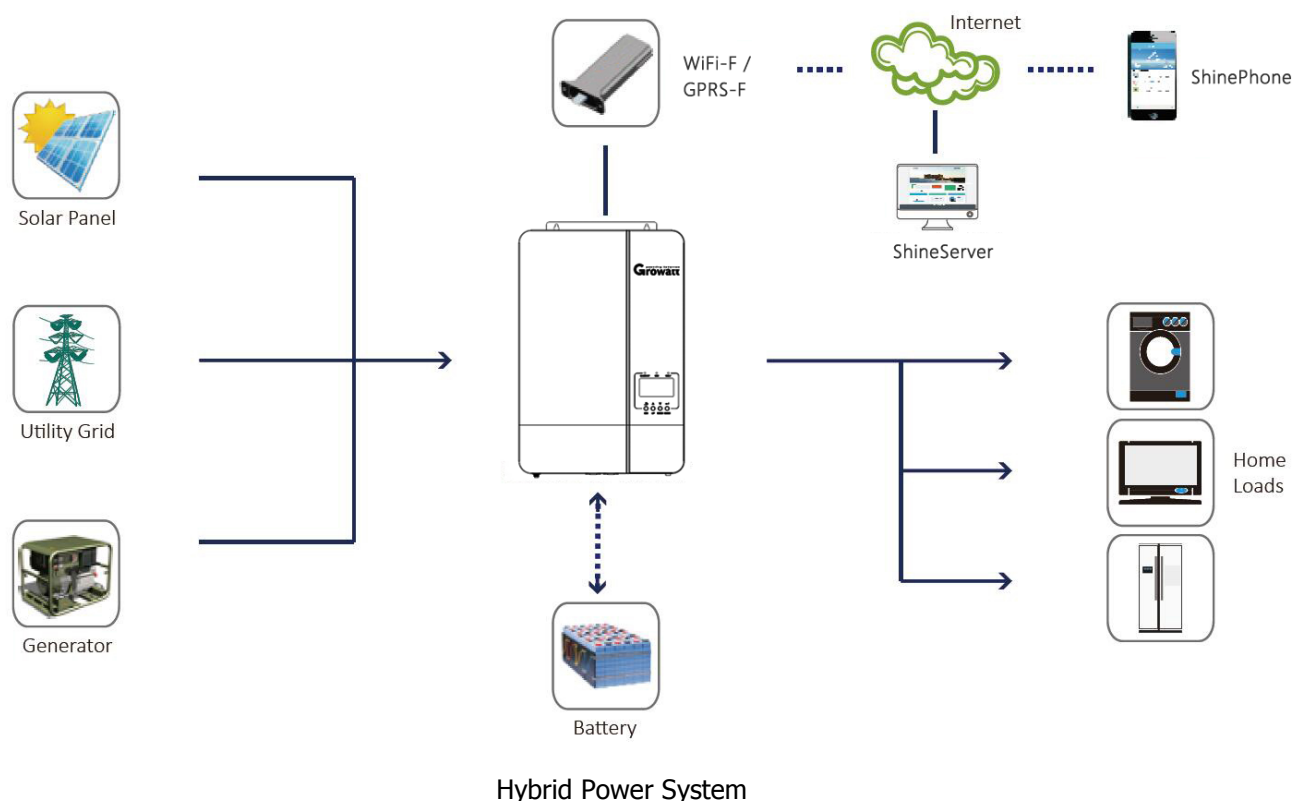 Internet
WiFi-F /
GPRS-F
ShinePhone
Solar Panel
ShineServer
Growatt
Utility Grid
Home
Loads
Generator
Battery
Hybrid Power System